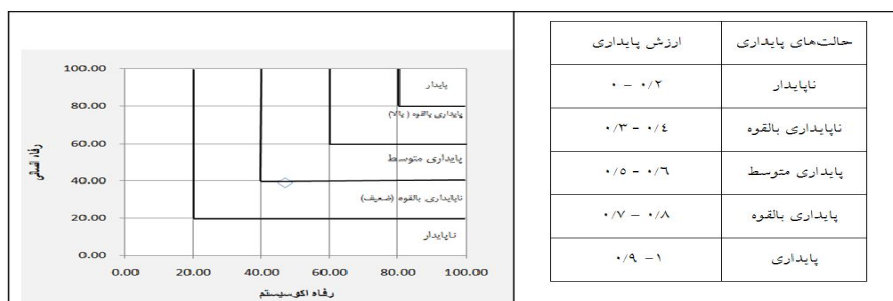 حالت‌های پایداری ارزش پایداری
ناپایدار ۰ – ۰/۲
ناپایداری بالقوه ۰/۳ – ۰/٤
پایداری متوسط ۰/٥ – ۰/٦
پایداری بالقوه ۰/۷ – ۰/۸
پایداری ۰/۹ – ۱
100.00
80.00
60.00
40.00
20.00
0.00
رفاه انسانی
پایدار
پایداری بالقوه (بالا)
پایداری متوسط
ناپایداری بالقوه (ضعیف)
ناپایدار
0.00 20.00 40.00 60.00 80.00 100.00
رفاه اکوسیستم